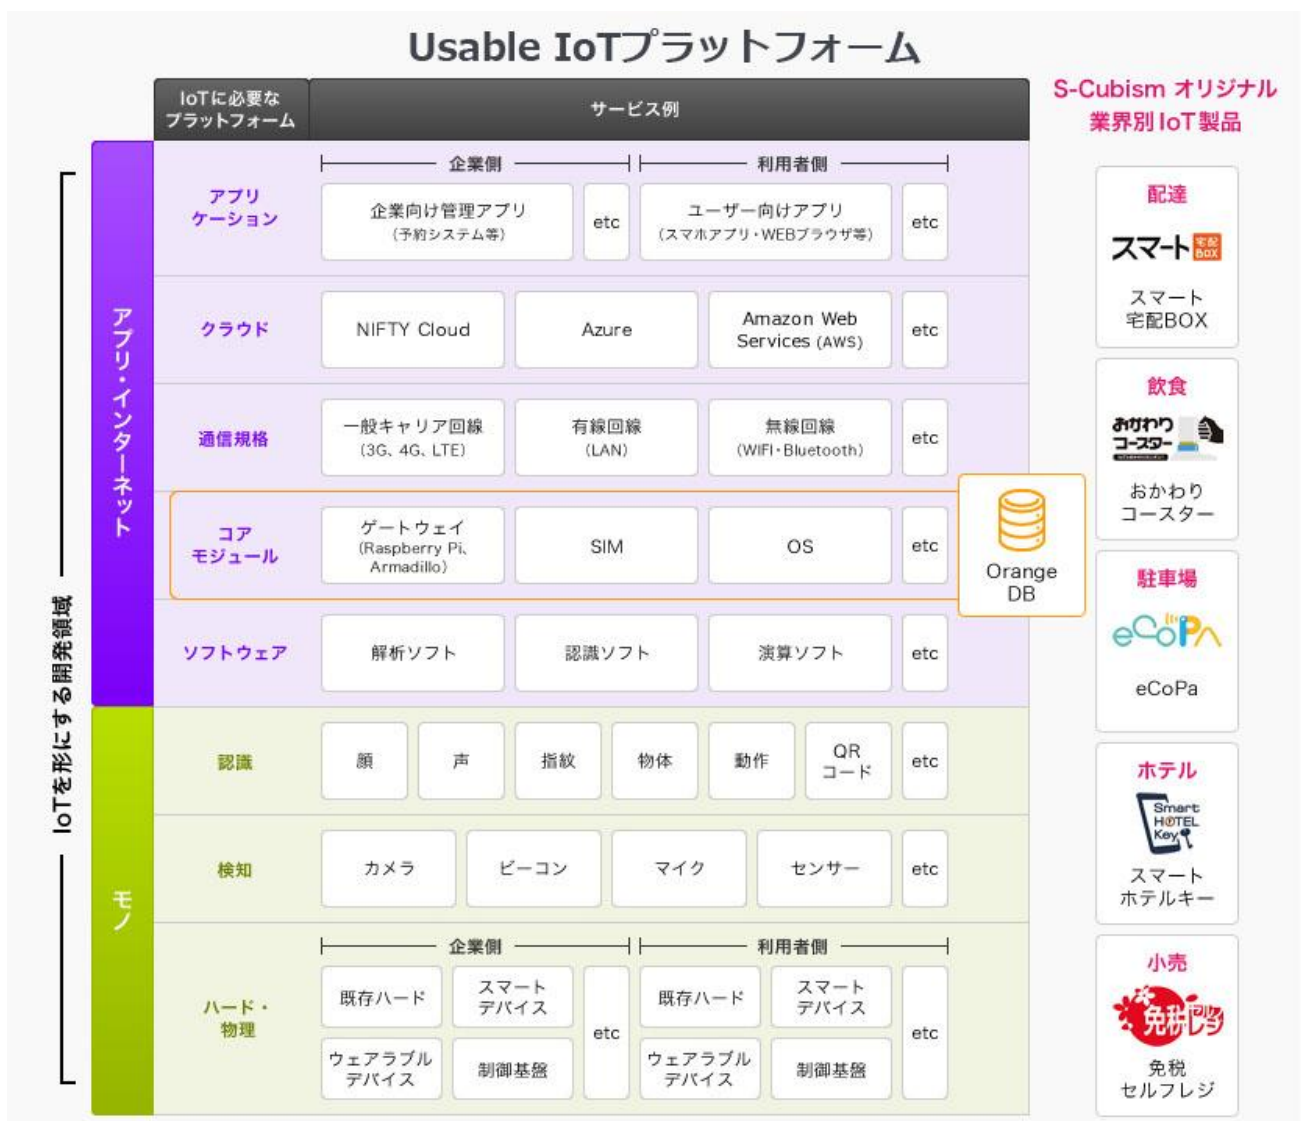 Usable IoTプラットフォーム
IoTに必要な
プラットフォーム
サービス例
S-Cubism オリジナル
業界別IoT製品
IoTを形にする開発領域
アプリ・インターネット
アプリ
ケーション
企業側
利用者側
企業向け管理アプリ
(予約システム等)
etc
ユーザー向けアプリ
(スマホアプリ・WEBブラウザ等)
etc
クラウド
NIFTY Cloud
Azure
Amazon Web
Services (AWS)
etc
通信規格
一般キャリア回線
(3G、4G、LTE)
有線回線
(LAN)
無線回線
(WIFI・Bluetooth)
etc
コア
モジュール
ゲートウェイ
(Raspberry Pi、
Armadillo)
SIM
OS
etc
Orange
DB
ソフトウェア
解析ソフト
認識ソフト
演算ソフト
etc
モノ
認識
顔
声
指紋
物体
動作
QR
コード
etc
検知
カメラ
ビーコン
マイク
センサー
etc
ハード・
物理
企業側
利用者側
既存ハード
スマート
デバイス
ウェアラブル
デバイス
制御基盤
etc
既存ハード
スマート
デバイス
ウェアラブル
デバイス
制御基盤
etc
配達
スマート宅配BOX
スマート
宅配BOX
飲食
おかわり
コースター
おかわり
コースター
駐車場
eCoPA
eCoPa
ホテル
Smart
HOTEL
Key
スマート
ホテルキー
小売
免税セルフレジ
免税
セルフレジ